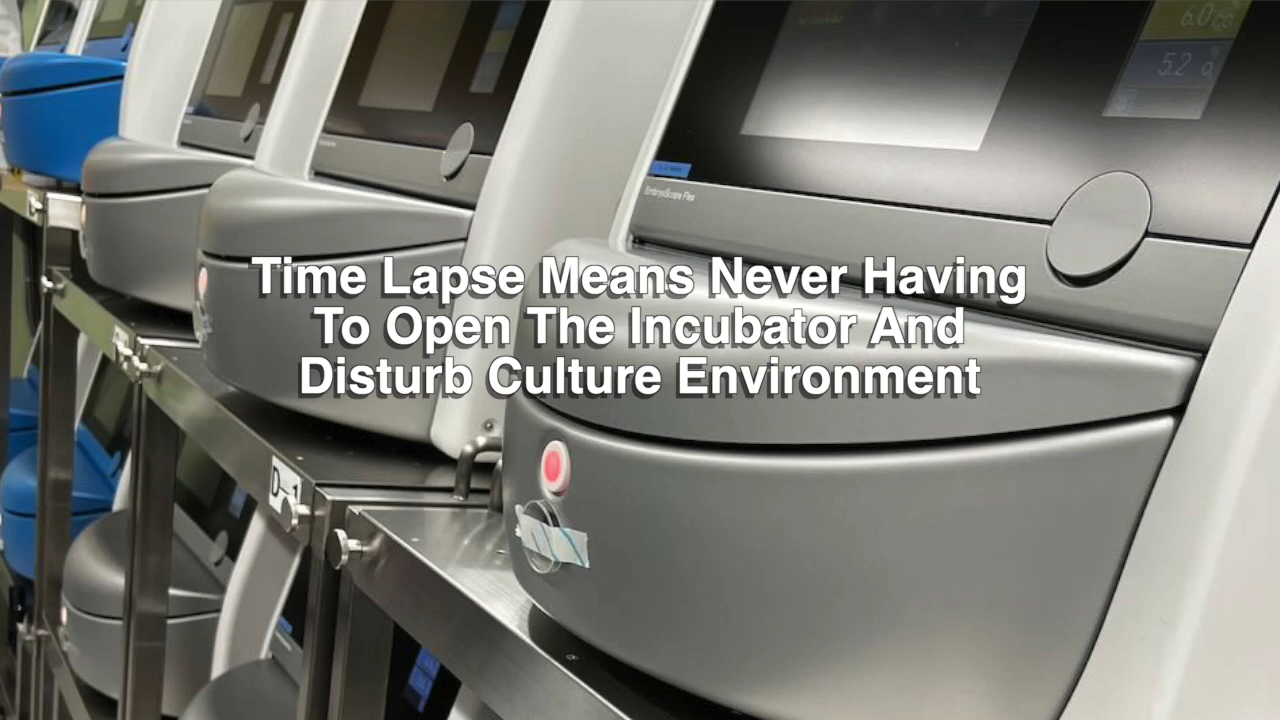 6.0 CO
5.2 O
EmbryoScope Flex
Time Lapse Means Never Having
To Open The Incubator And
Disturb Culture Environment
D-1